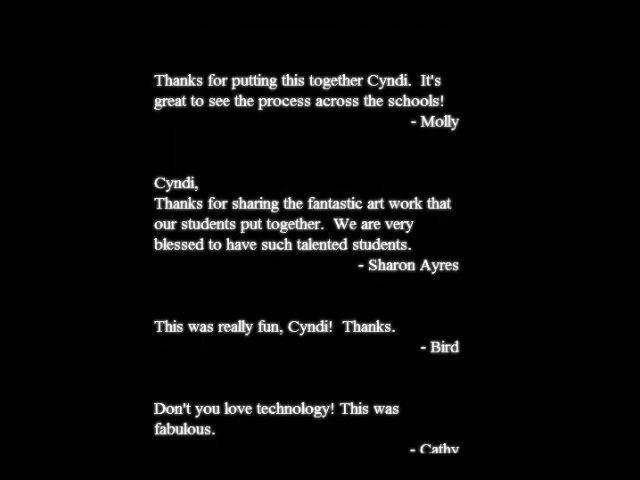 Thanks for putting this together Cyndi.  It's
great to see the process across the schools!
- Molly
Cyndi,
Thanks for sharing the fantastic art work that
our students put together.  We are very
blessed to have such talented students.
- Sharon Ayres
This was really fun, Cyndi!  Thanks.
- Bird
Don't you love technology! This was
fabulous.
- Cathy